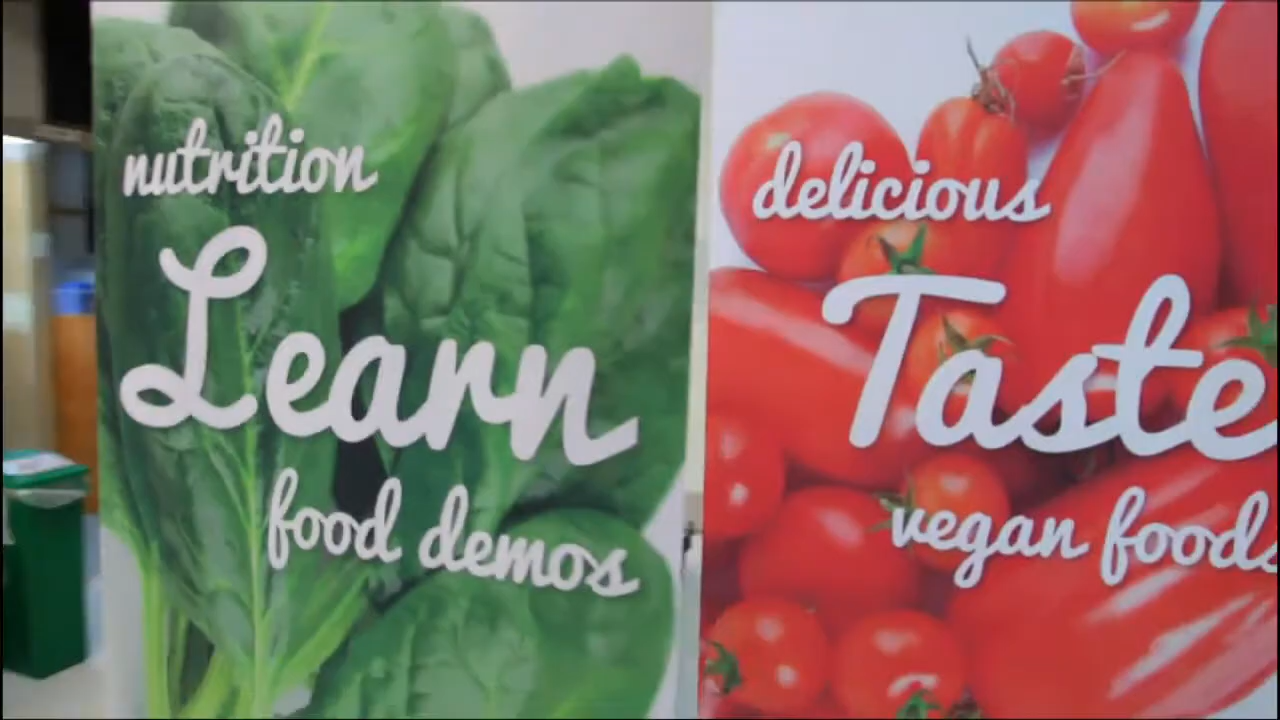 nutrition
Learn
food demos
delicious
Taste
vegan foods